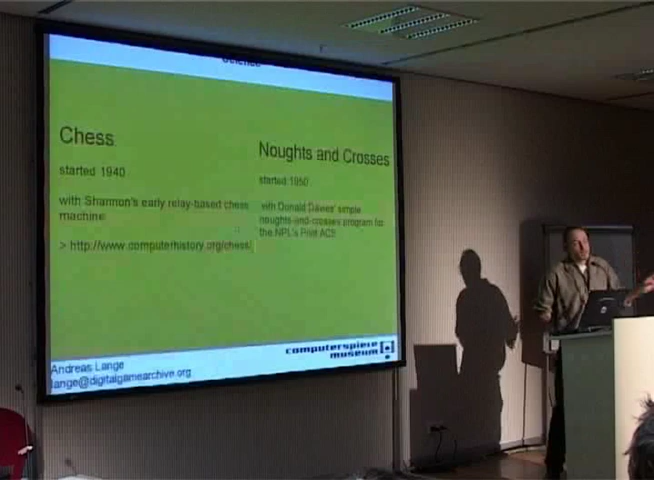 Science
Chess
started 1940
with Shannon's early relay-based chess
machine
> http://www.computerhistory.org/chess/
Noughts and Crosses
started 1950
with Donald Davies' simple
noughts-and-crosses program for
the NPL's Pilot ACE
Andreas Lange
lange@digitalgamearchive.org
computerspiele
museum